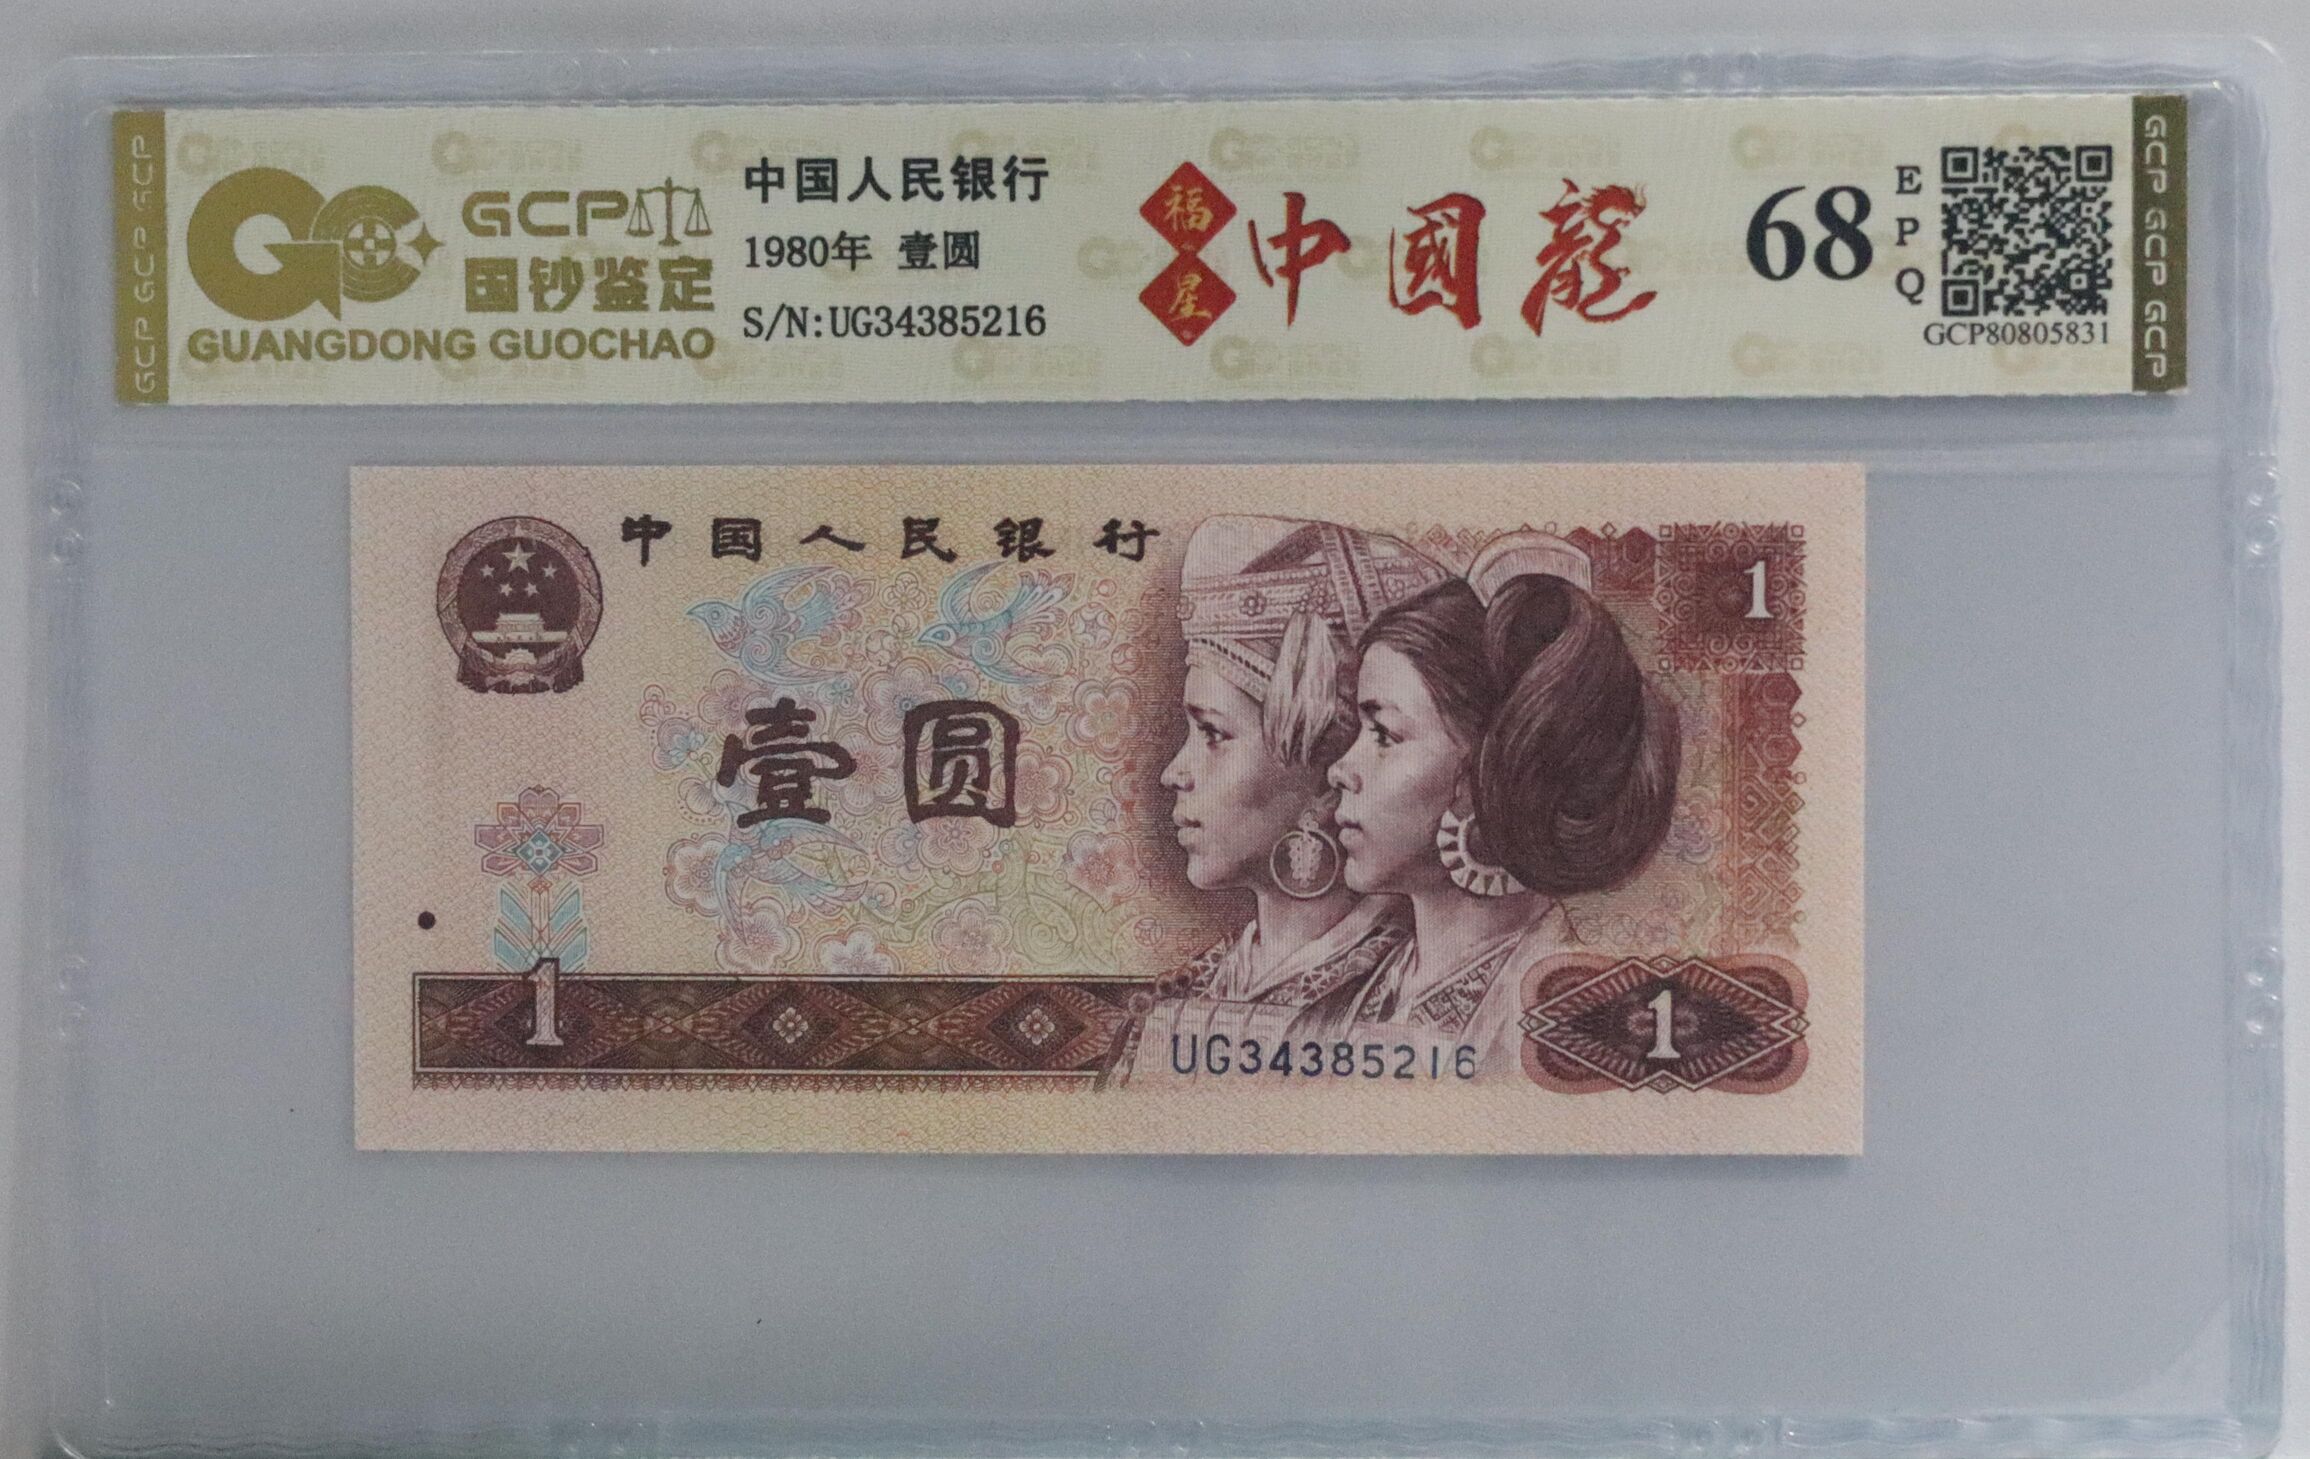 GCP GCP GCP
GCP
国钞鉴定
GUANGDONG GUOCHAO
中国人民银行
1980年 壹圆
S/N:UG34385216
福星
中國龍
68
EPQ
GCP80805831
GCP GCP GCP
中国人民银行
1
壹圆
1
1
UG34385216